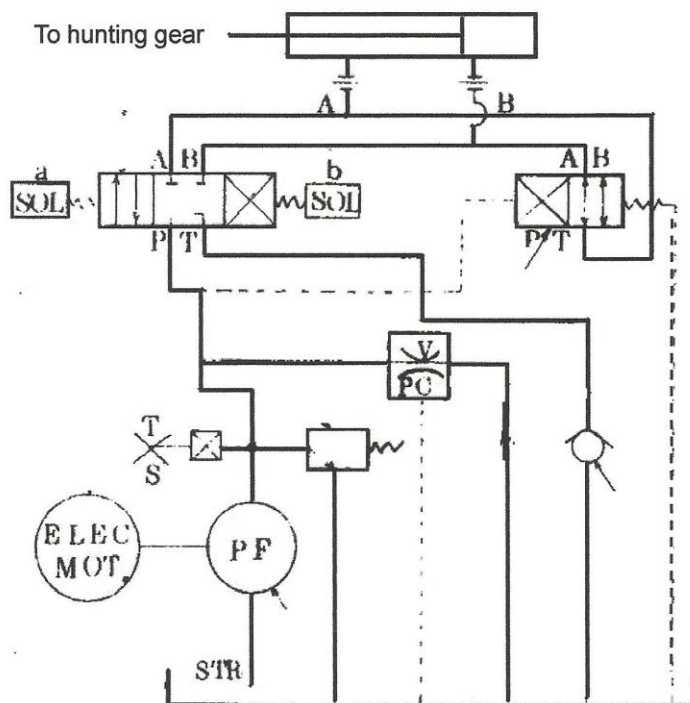 To hunting gear
A B
A B
a
SOL
b
SOL
P T
A B
P T
V
PC
T
S
ELEC
MOT.
PF
STR